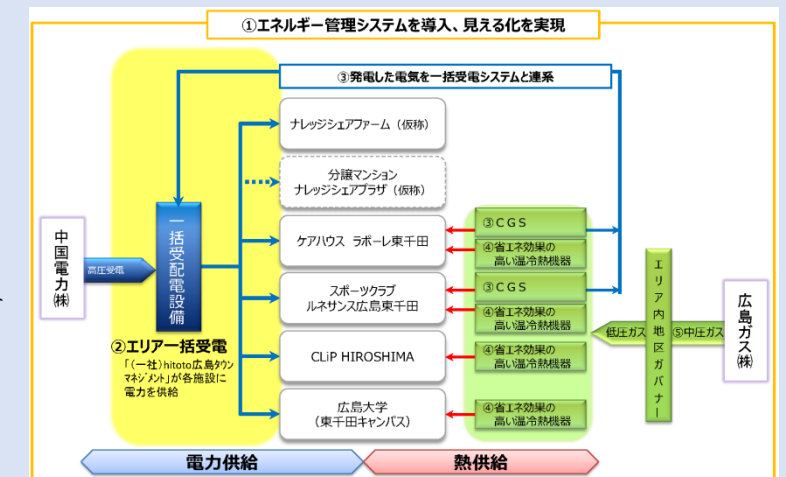 ①エネルギー管理システムを導入、見える化を実現
③発電した電気を一括受電システムと連系
ナレッジシェアファーム(仮称)
分譲マンション
ナレッジシェアプラザ(仮称)
ケアハウス ラボーレ東千田
スポーツクラブ
ルネサンス広島東千田
CLiP HIROSHIMA
広島大学
(東千田キャンパス)
中国電力㈱
高圧受電
一括受配電設備
②エリア一括受電
「(一社)hitoto広島タウン
マネジメント」が各施設に
電力を供給
③CGS
④省エネ効果の
高い温冷熱機器
③CGS
④省エネ効果の
高い温冷熱機器
④省エネ効果の
高い温冷熱機器
④省エネ効果の
高い温冷熱機器
低圧ガス
エリア内地区ガバナー
⑤中圧ガス
広島ガス㈱
電力供給
熱供給